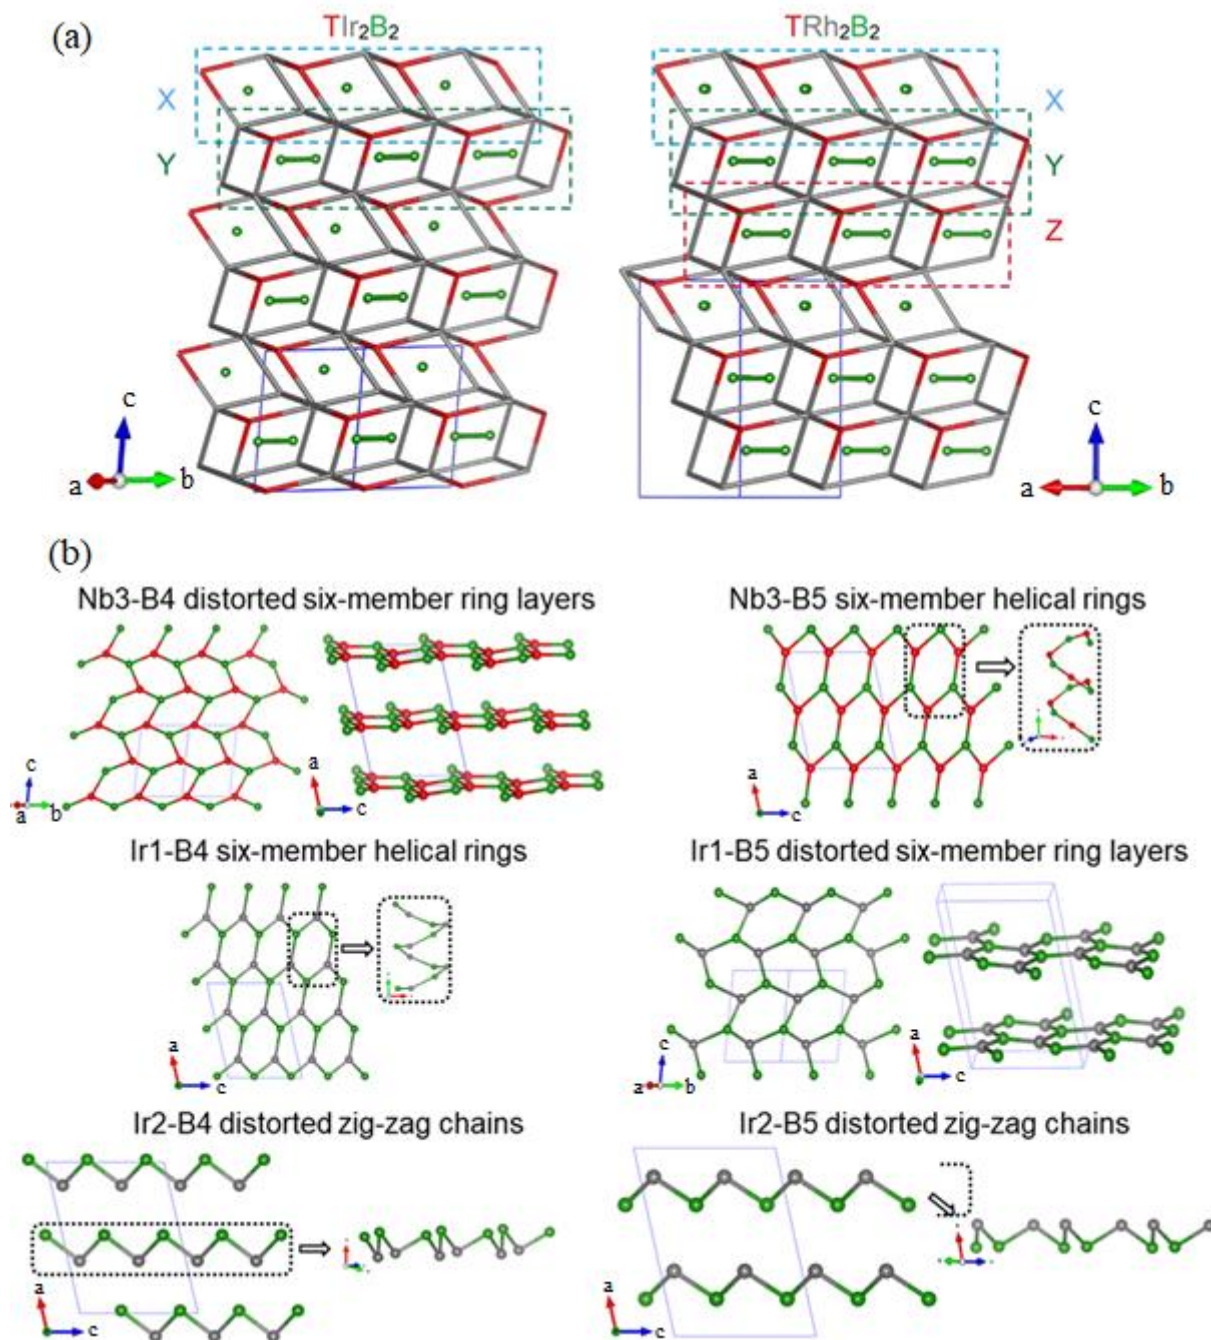 (a)
TIr₂B₂
TRh₂B₂
X
X
Y
Y
Z
c
a
b
c
a
b
(b)
Nb3-B4 distorted six-member ring layers
Nb3-B5 six-member helical rings
c
a
b
a
c
a
c
Ir1-B4 six-member helical rings
Ir1-B5 distorted six-member ring layers
a
c
c
a
b
a
c
Ir2-B4 distorted zig-zag chains
Ir2-B5 distorted zig-zag chains
a
c
a
c